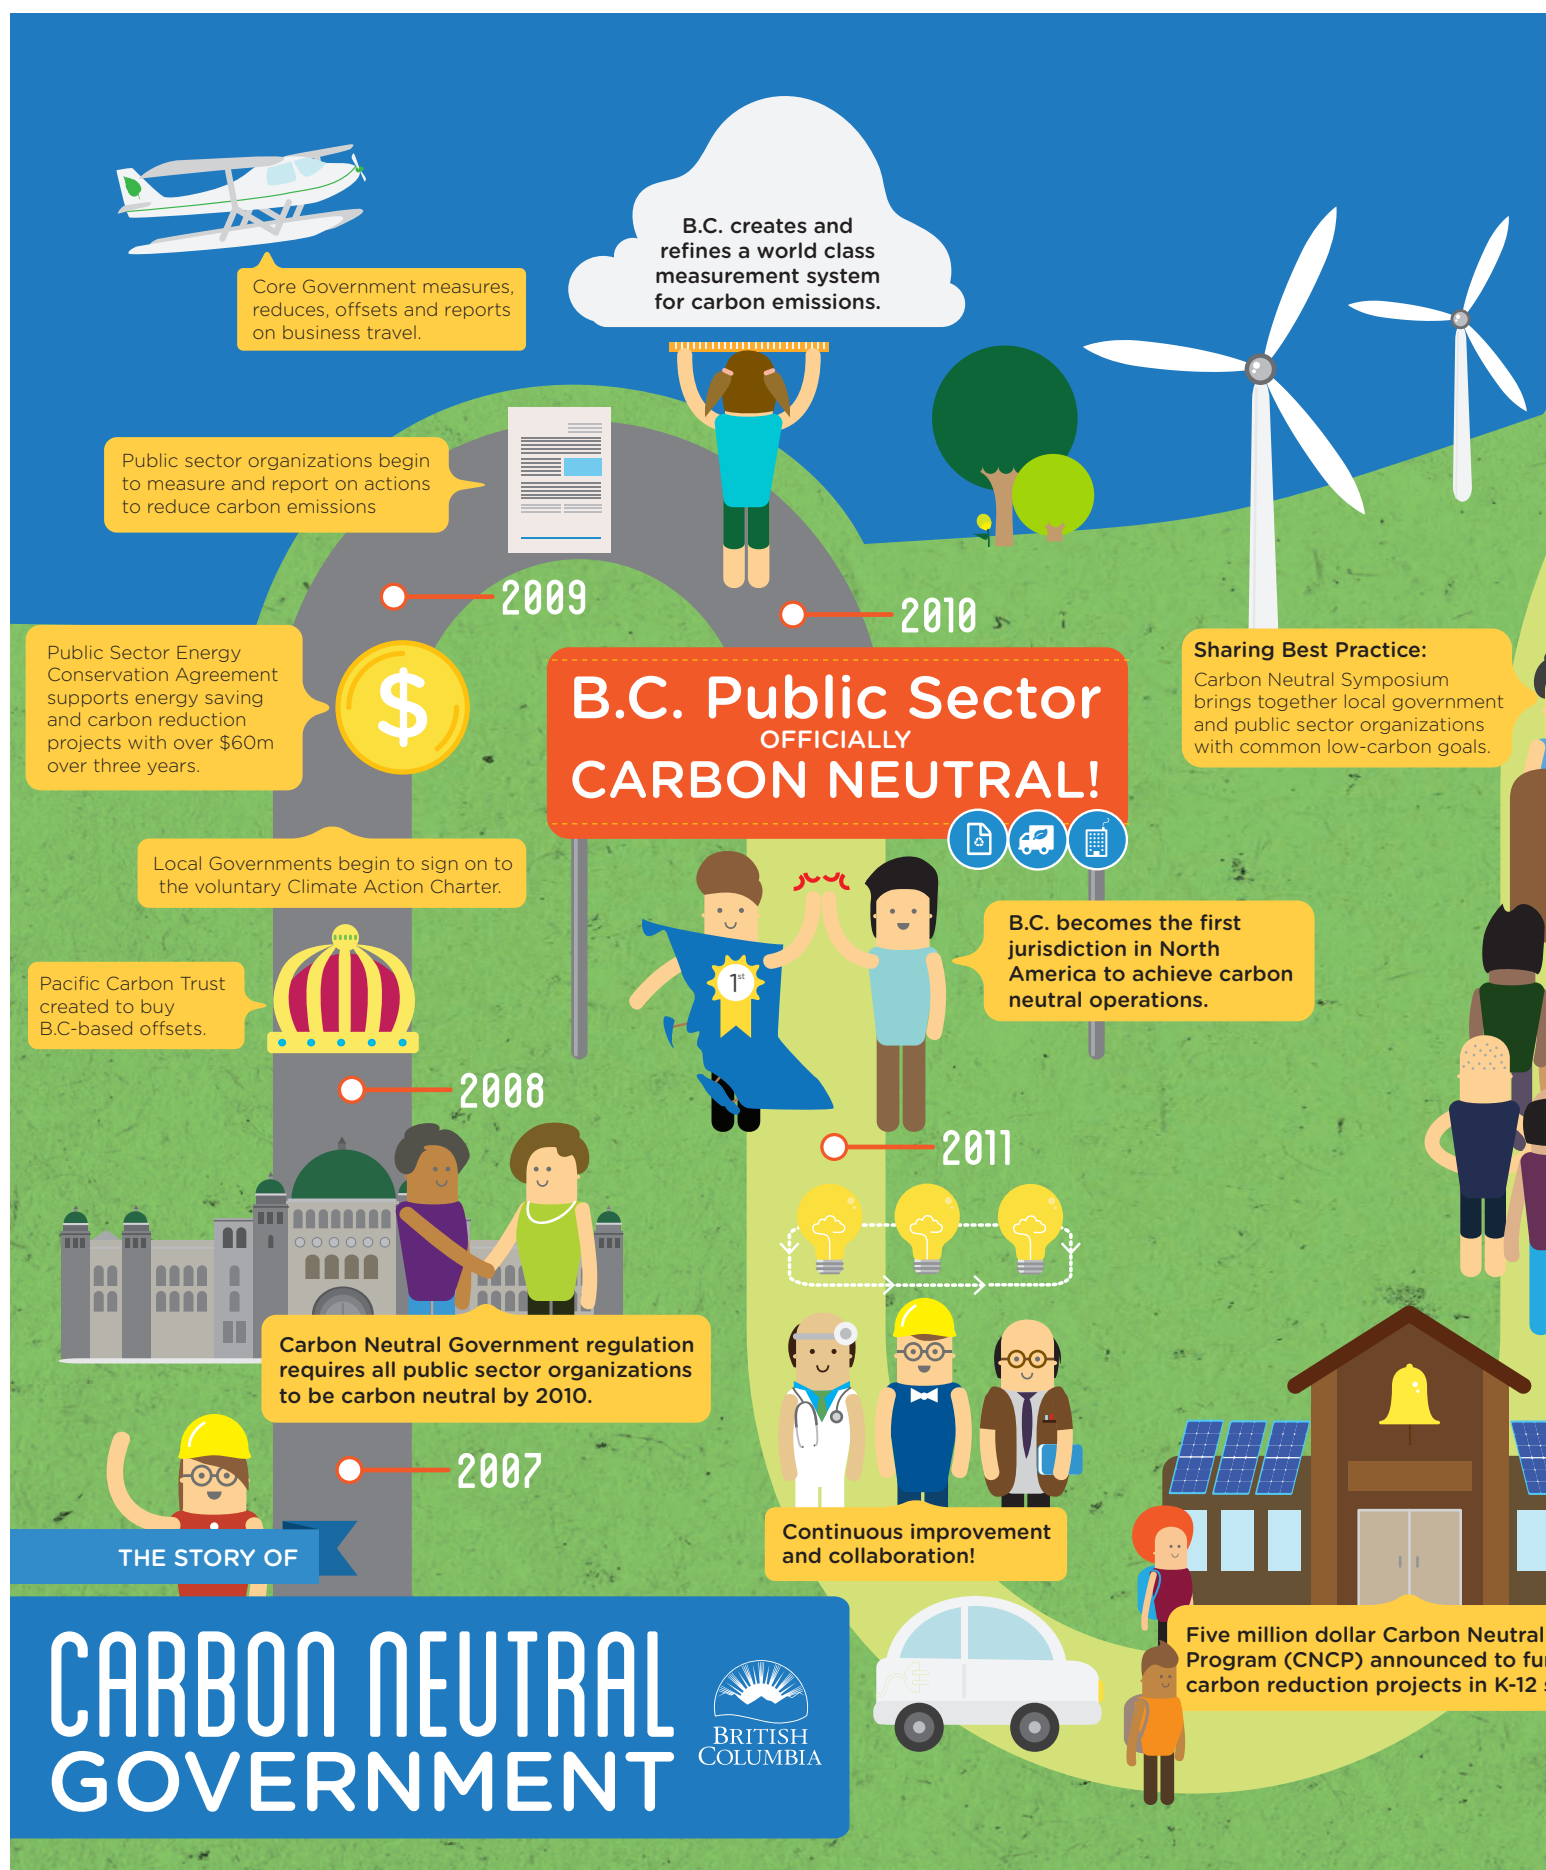 B.C. creates and
refines a world class
measurement system
for carbon emissions.
Core Government measures,
reduces, offsets and reports
on business travel.
Public sector organizations begin
to measure and report on actions
to reduce carbon emissions
2009
2010
Public Sector Energy
Conservation Agreement
supports energy saving
and carbon reduction
projects with over $60m
over three years.
$
B.C. Public Sector
OFFICIALLY
CARBON NEUTRAL!
Sharing Best Practice:
Carbon Neutral Symposium
brings together local government
and public sector organizations
with common low-carbon goals.
Local Governments begin to sign on to
the voluntary Climate Action Charter.
B.C. becomes the first
jurisdiction in North
America to achieve carbon
neutral operations.
1st
Pacific Carbon Trust
created to buy
B.C-based offsets.
2008
2011
Carbon Neutral Government regulation
requires all public sector organizations
to be carbon neutral by 2010.
2007
Continuous improvement
and collaboration!
THE STORY OF
CARBON NEUTRAL
GOVERNMENT
BRITISH
COLUMBIA
Five million dollar Carbon Neutral
Program (CNCP) announced to
carbon reduction projects in K-12